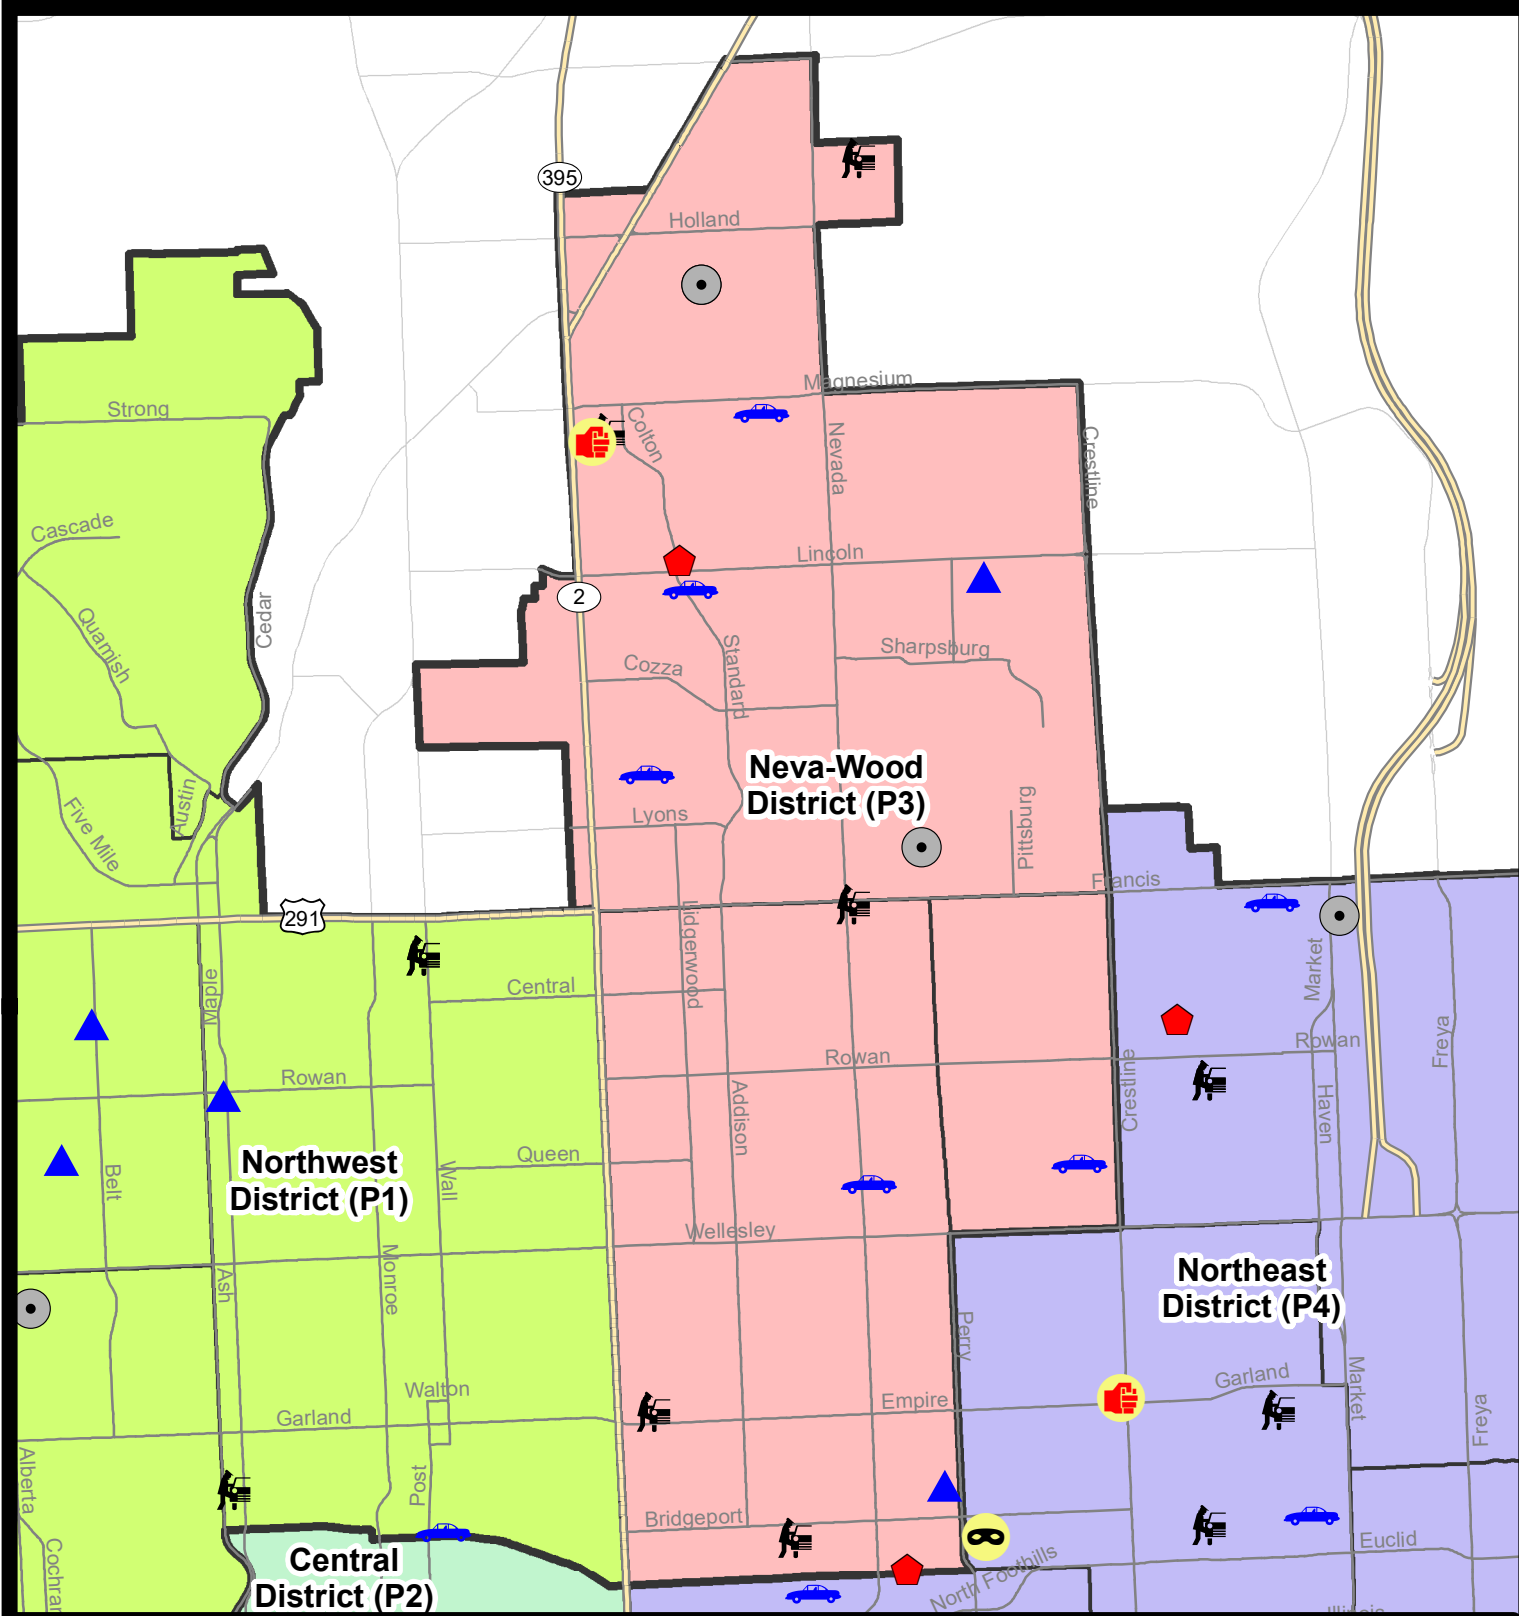 395
Holland
Magnesium
Strong
Colton
Nevada
Crestline
Cascade
Lincoln
2
Quamish
Cedar
Standard
Sharpsburg
Cozza
Neva-Wood
District (P3)
Five Mile
Austin
Lyons
Pittsburg
Francis
291
Lidgerwood
Market
Maple
Central
Rowan
Freya
Rowan
Rowan
Addison
Crestline
Haven
Queen
Northwest
District (P1)
Belt
Wall
Wellesley
Monroe
Ash
Northeast
District (P4)
Perry
Walton
Garland
Market
Empire
Garland
Freya
Alberta
Post
Bridgeport
Euclid
Cochran
Central
District (P2)
North Foothills